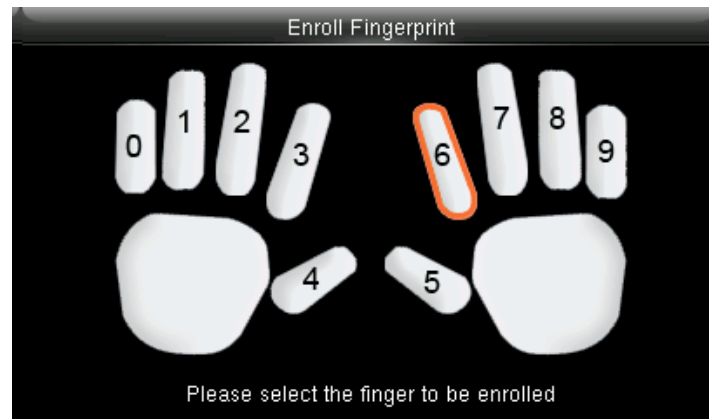 Enroll Fingerprint
0 1 2 3 6 7 8 9
4 5
Please select the finger to be enrolled